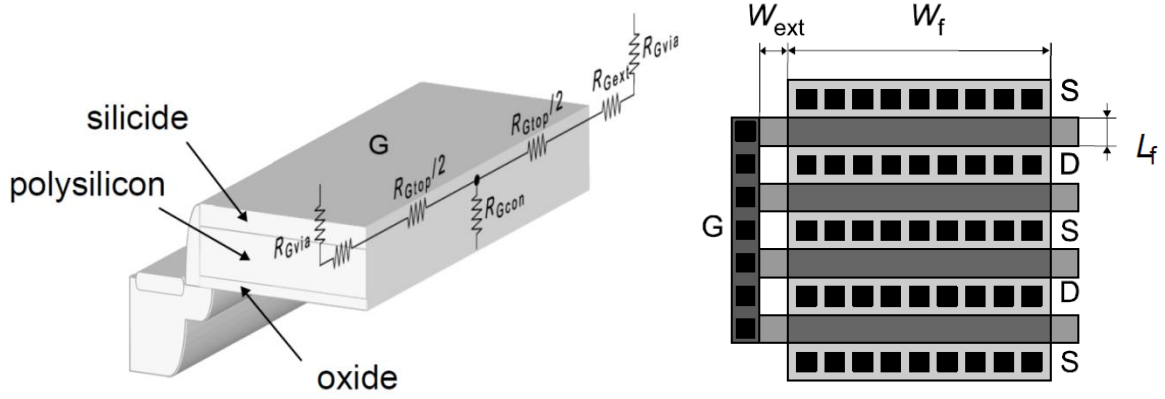 silicide
polysilicon
oxide
G
R_Gvia
R_Gtop/2
R_Gcon
R_Gtop/2
R_Gext
R_Gvia
W_ext
W_f
S
L_f
D
G
S
D
S